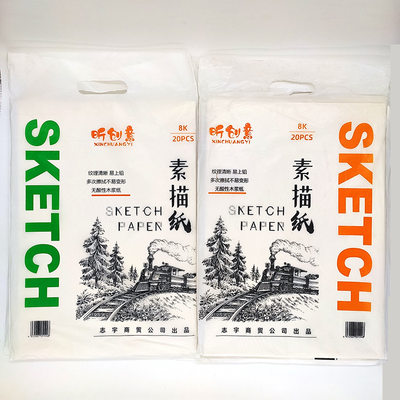 SKETCH
昕创意
XINCHUANGYI
8K
20PCS
纹理清晰 易上铅
多次擦拭不易变形
无酸性木浆纸
素描纸
SKETCH
PAPEN
志宇商贸公司出品
昕创意
XINCHUANGYI
8K
20PCS
纹理清晰 易上铅
多次擦拭不易变形
无酸性木浆纸
素描纸
SKETCH
PAPEN
志宇商贸公司出品
SKETCH